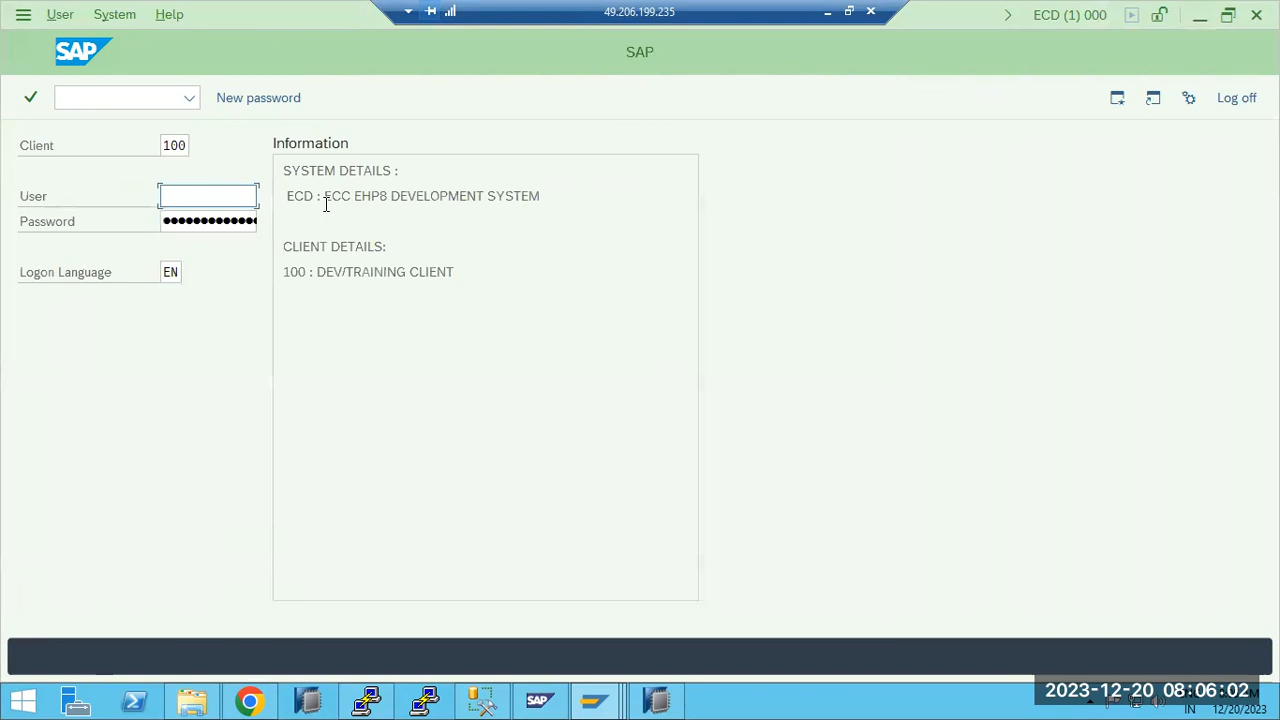 User System Help 49.206.199.235 ECD (1) 000
SAP SAP
New password Log off
Client 100
Information
SYSTEM DETAILS :
User ECD : ECC EHP8 DEVELOPMENT SYSTEM
Password
CLIENT DETAILS:
Logon Language EN 100 : DEV/TRAINING CLIENT
SAP
2023-12-20 08:06:02
IN 12/20/2023